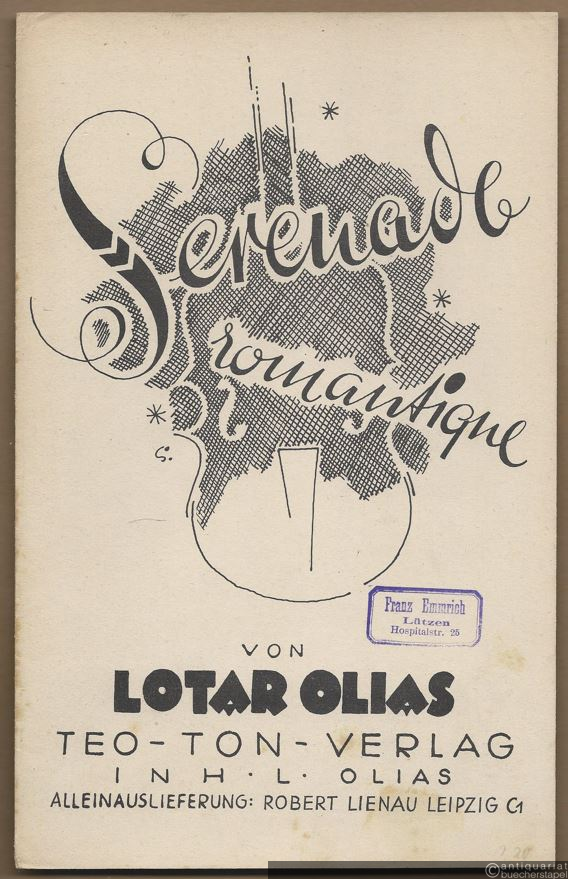 Serenade
romantique
S.
Franz Emmrich
Lützen
Hospitalstr. 25
VON
LOTAR OLIAS
TEO-TON-VERLAG
INH. L. OLIAS
ALLEINAUSLIEFERUNG: ROBERT LIENAU LEIPZIG C1
©antiquariat
buecherstapel